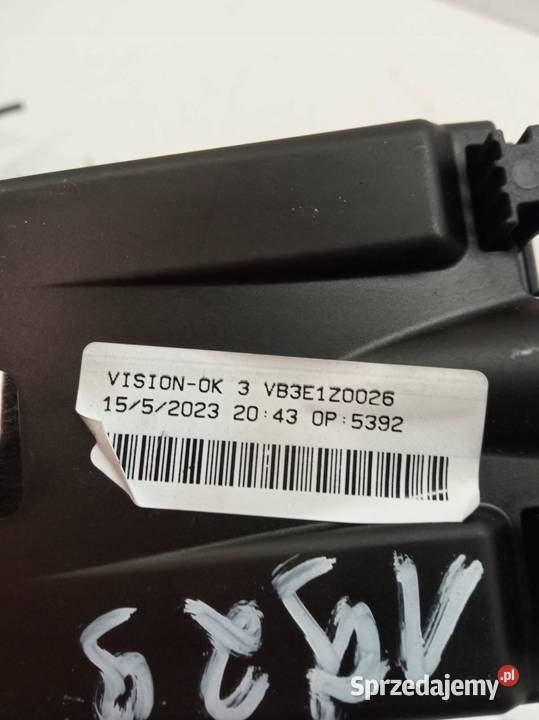 VISION-OK 3 VB3E1Z0026
15/5/2023 20:43 OP:5392
Sprzedajemy.pl